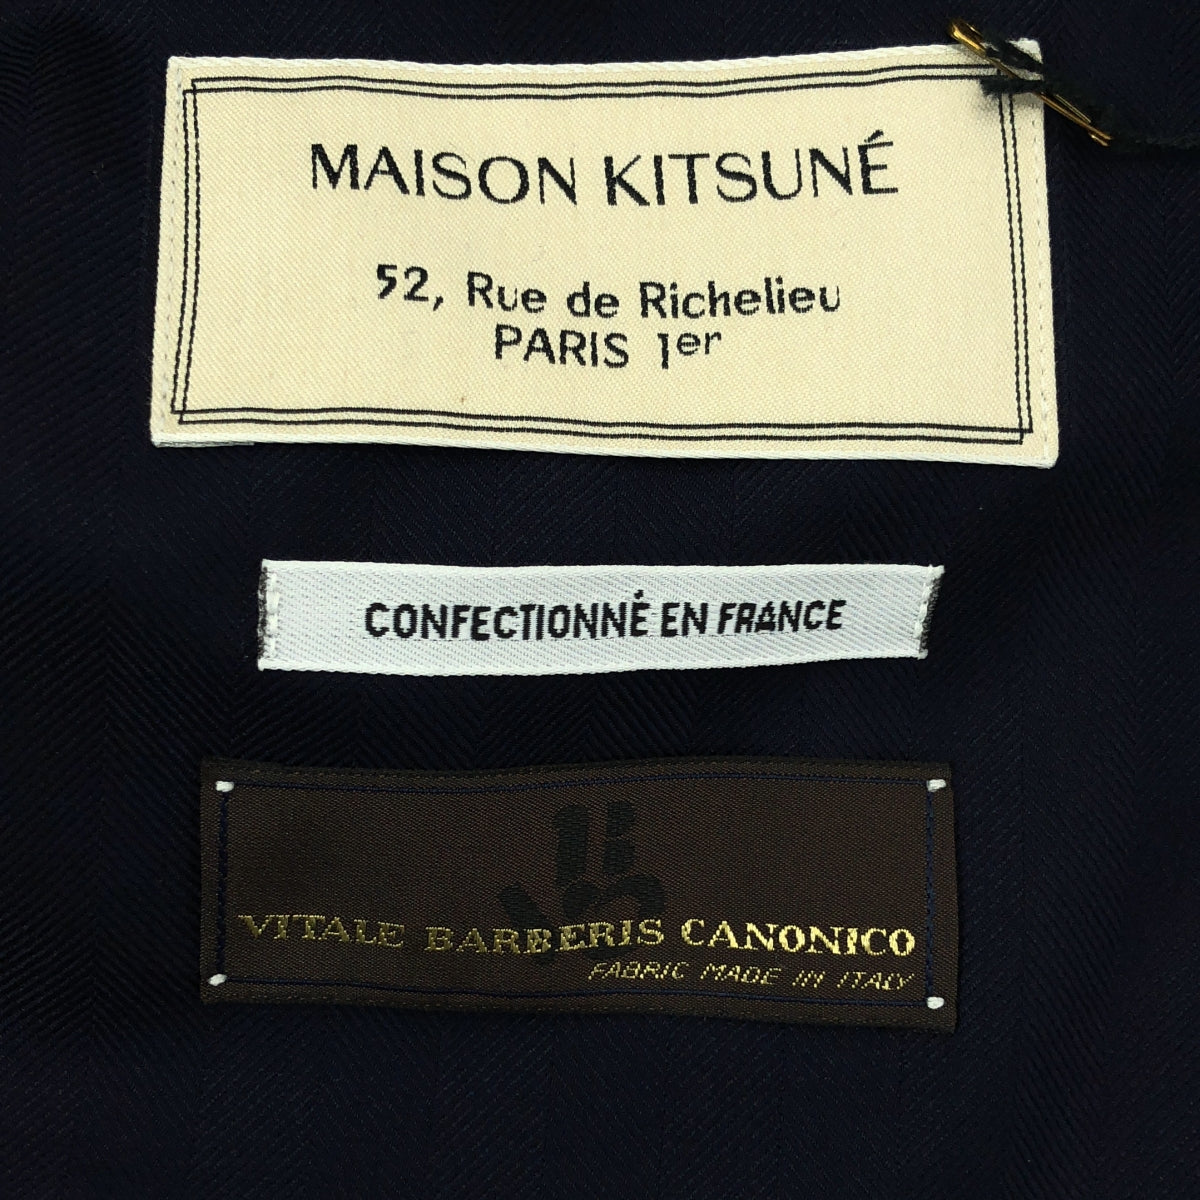 MAISON KITSUNÉ
52, Rue de Richelieu
PARIS 1er
CONFECTIONNÉ EN FRANCE
VITALE BARBERIS CANONICO
FABRIC MADE IN ITALY